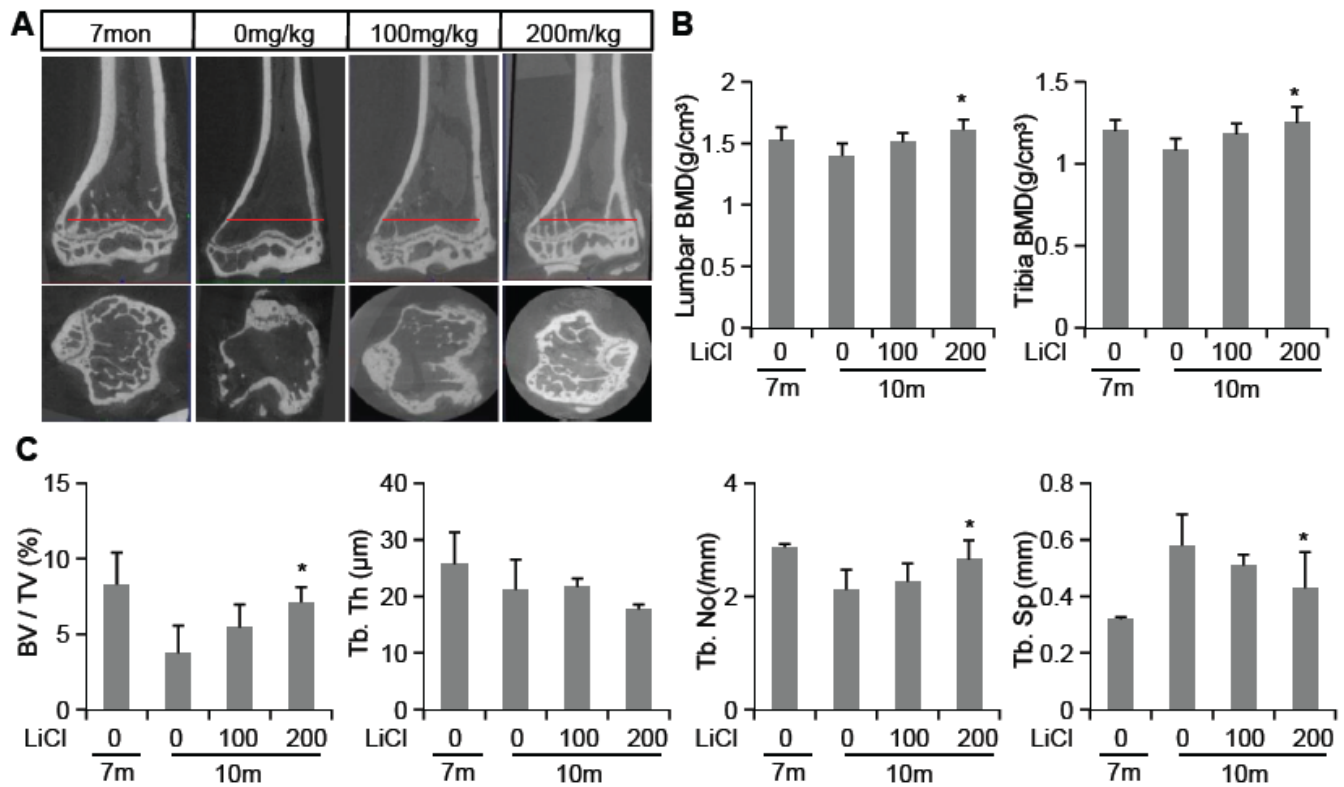 A
7mon 0mg/kg 100mg/kg 200m/kg
B
Lumbar BMD(g/cm³)
2
1.5
1
0.5
0
*
LiCl 0 0 100 200
7m 10m
Tibia BMD(g/cm³)
1.5
1
0.5
0
*
0 0 100 200
7m 10m
C
BV / TV (%)
15
10
5
0
*
LiCl 0 0 100 200
7m 10m
Tb. Th (µm)
40
30
20
10
0
LiCl 0 0 100 200
7m 10m
Tb. No(/mm)
4
2
0
*
LiCl 0 0 100 200
7m 10m
Tb. Sp (mm)
0.8
0.6
0.4
0.2
0
*
LiCl 0 0 100 200
7m 10m